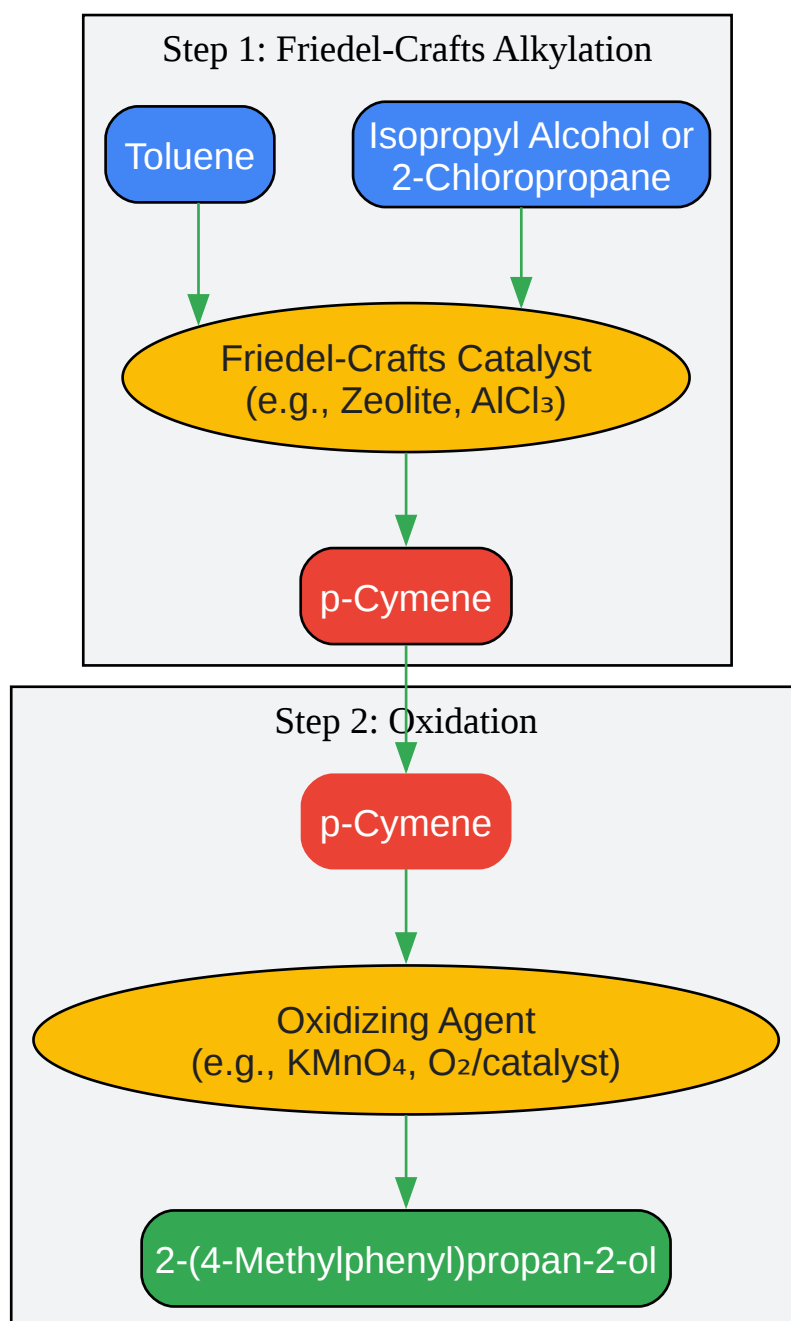 Step 1: Friedel-Crafts Alkylation
Toluene
Isopropyl Alcohol or
2-Chloropropane
Friedel-Crafts Catalyst
(e.g., Zeolite, AlCl₃)
p-Cymene
Step 2: Oxidation
p-Cymene
Oxidizing Agent
(e.g., KMnO₄, O₂/catalyst)
2-(4-Methylphenyl)propan-2-ol